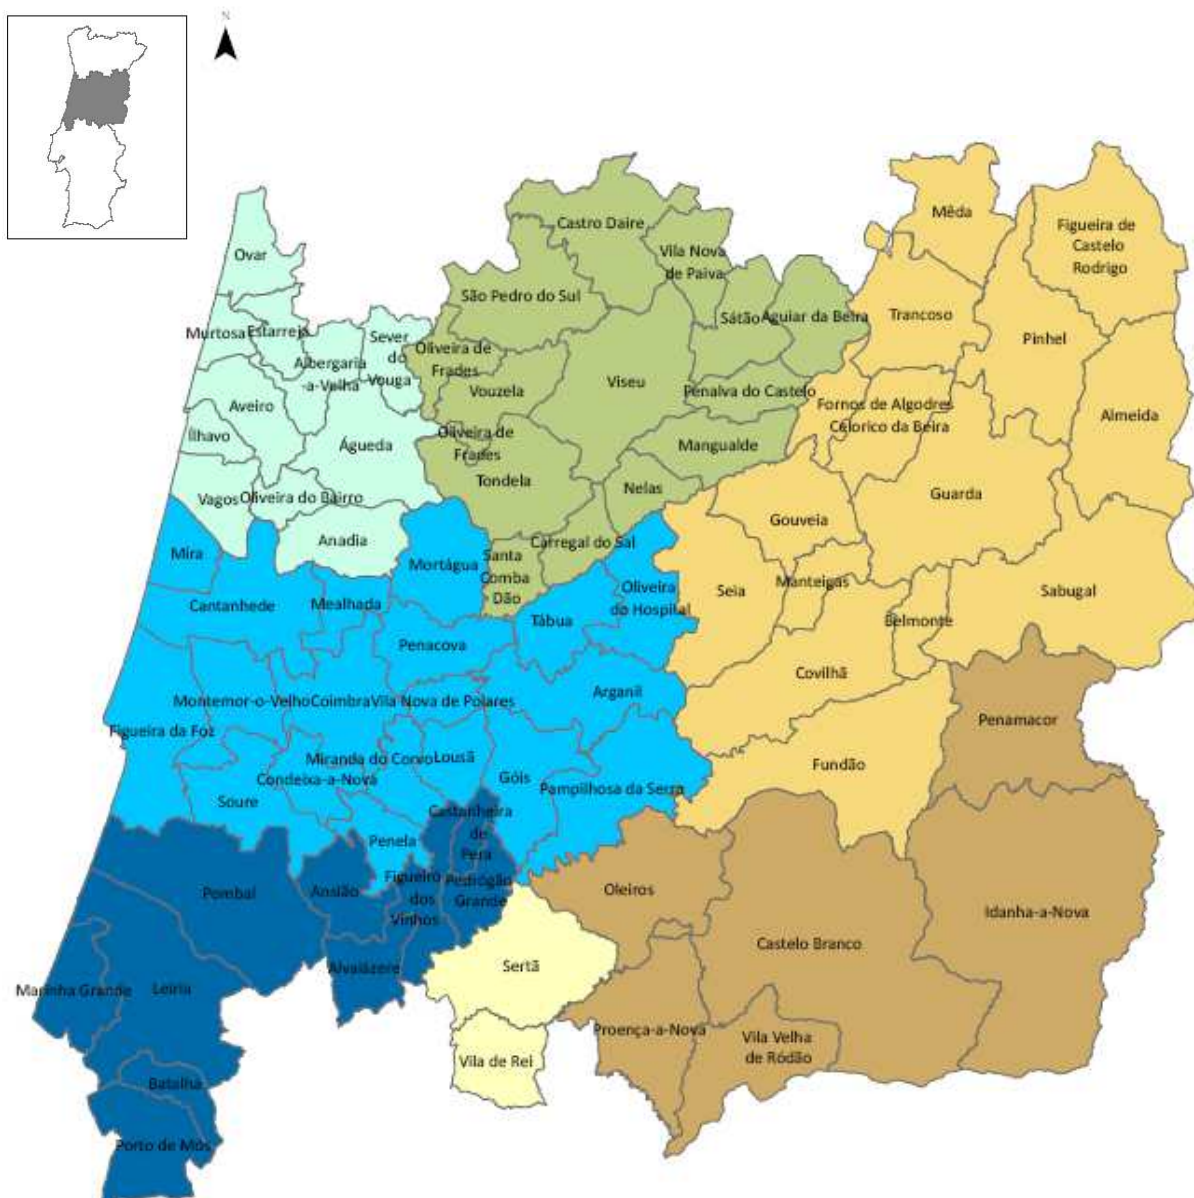 N
Mêda
Figueira de
Castelo
Rodrigo
Castro Daire
Vila Nova
de Paiva
Ovar
São Pedro do Sul
Sátão
Aguiar da Beira
Trancoso
Pinhel
Murtosa
Estarreja
Sever
do
Vouga
Albergaria
-a-Velha
Oliveira de
Frades
Vouzela
Viseu
Penalva do Castelo
Fornos de Algodres
Celorico da Beira
Almeida
Aveiro
Ílhavo
Águeda
Oliveira de
Frades
Mangualde
Tondela
Nelas
Guarda
Vagos
Oliveira do Bairro
Gouveia
Anadia
Carregal do Sal
Mira
Mortágua
Santa
Comba
Dão
Oliveira
do Hospital
Seia
Manteigas
Sabugal
Cantanhede
Mealhada
Tábua
Belmonte
Penacova
Covilhã
Montemor-o-Velho
Coimbra
Vila Nova de Poiares
Arganil
Penamacor
Figueira da Foz
Miranda do Corvo
Lousã
Condeixa-a-Nova
Góis
Pampilhosa da Serra
Fundão
Soure
Castanheira
de
Pera
Penela
Pombal
Ansião
Figueiró
dos
Vinhos
Pedrógão
Grande
Oleiros
Idanha-a-Nova
Castelo Branco
Sertã
Alvaiázere
Marinha Grande
Leiria
Proença-a-Nova
Vila Velha
de Ródão
Vila de Rei
Batalha
Porto de Mós